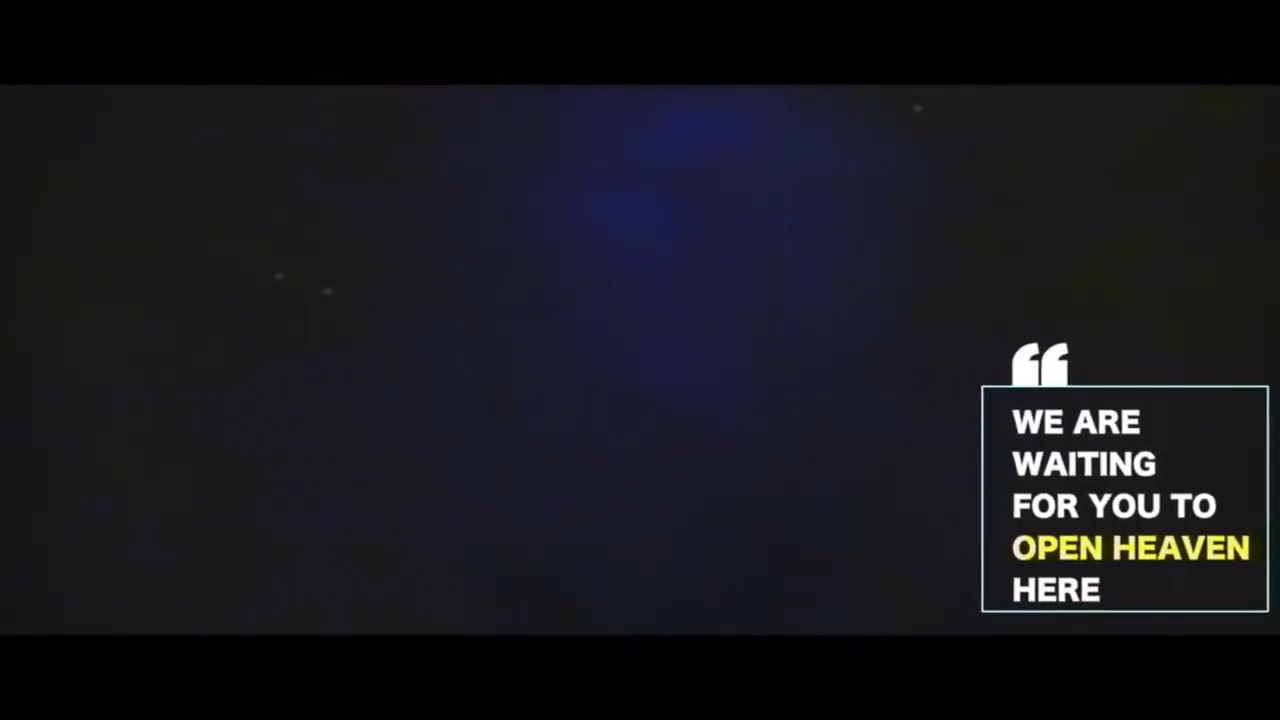 “
WE ARE
WAITING
FOR YOU TO
OPEN HEAVEN
HERE